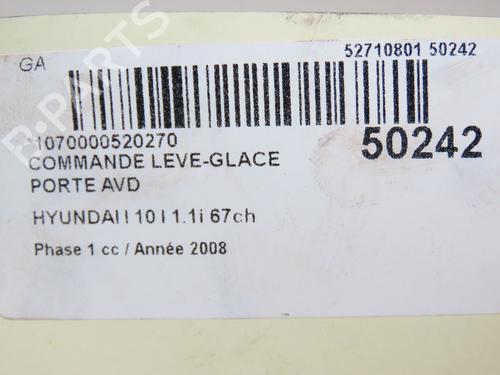 GA
52710801 50242
*1070000520270
50242
COMMANDE LEVE-GLACE
PORTE AVD
HYUNDAI I 10 I 1.1i 67ch
Phase 1 cc / Année 2008
B-PARTS